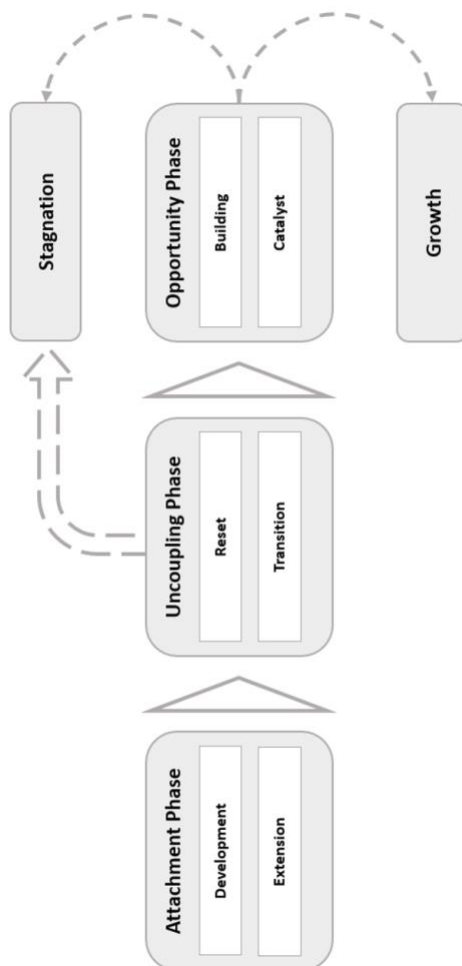 Attachment Phase
Development
Extension
Uncoupling Phase
Reset
Transition
Opportunity Phase
Building
Catalyst
Stagnation
Growth